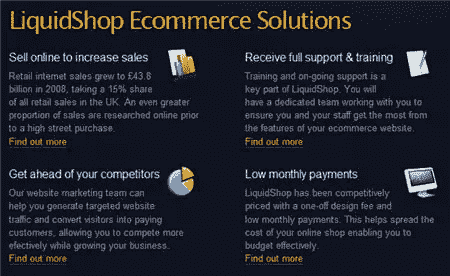 LiquidShop Ecommerce Solutions
Sell online to increase sales
Retail internet sales grew to £43.8
billion in 2008, taking a 15% share
of all retail sales in the UK. An even greater
proportion of sales are researched online prior
to a high street purchase.
Find out more
Receive full support & training
Training and on-going support is a
key part of LiquidShop. You will
have a dedicated team working with you to
ensure you and your staff get the most from
the features of your ecommerce website.
Find out more
Get ahead of your competitors
Our website marketing team can
help you generate targeted website
traffic and convert visitors into paying
customers, allowing you to compete more
effectively while growing your business.
Find out more
Low monthly payments
LiquidShop has been competitively
priced with a one-off design fee and
low monthly payments. This helps spread the
cost of your online shop enabling you to
budget effectively.
Find out more